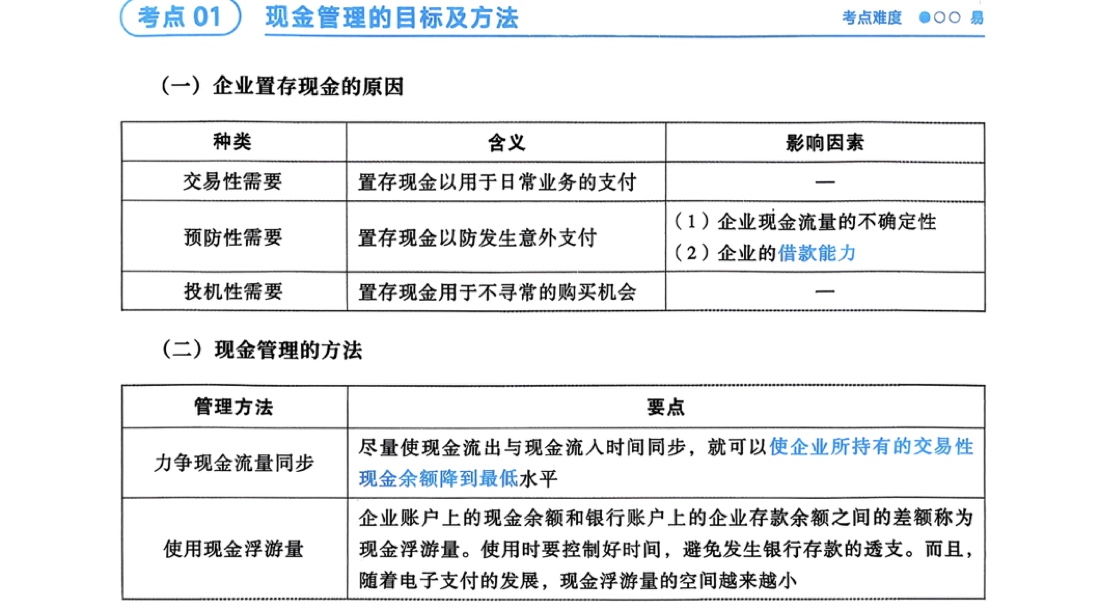 考点 01 现金管理的目标及方法 考点难度 ●○○ 易
（一）企业置存现金的原因
种类 含义 影响因素
交易性需要 置存现金以用于日常业务的支付 —
预防性需要 置存现金以防发生意外支付
（1）企业现金流量的不确定性
（2）企业的借款能力
投机性需要 置存现金用于不寻常的购买机会 —
（二）现金管理的方法
管理方法 要点
力争现金流量同步
尽量使现金流出与现金流入时间同步，就可以使企业所持有的交易性
现金余额降到最低水平
使用现金浮游量
企业账户上的现金余额和银行账户上的企业存款余额之间的差额称为
现金浮游量。使用时要控制好时间，避免发生银行存款的透支。而且，
随着电子支付的发展，现金浮游量的空间越来越小